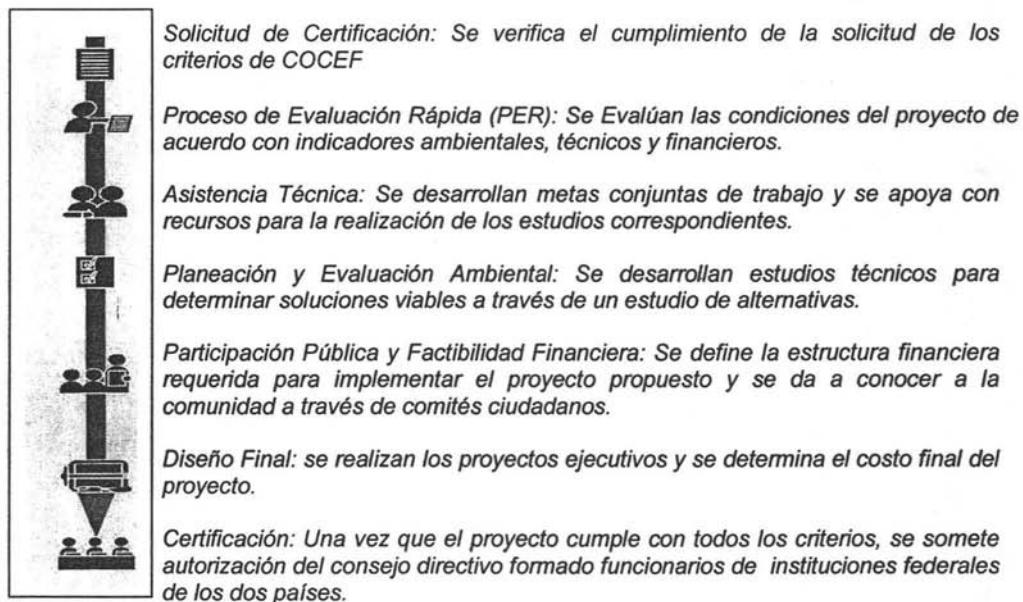 Solicitud de Certificación: Se verifica el cumplimiento de la solicitud de los
criterios de COCEF
Proceso de Evaluación Rápida (PER): Se Evalúan las condiciones del proyecto de
acuerdo con indicadores ambientales, técnicos y financieros.
Asistencia Técnica: Se desarrollan metas conjuntas de trabajo y se apoya con
recursos para la realización de los estudios correspondientes.
Planeación y Evaluación Ambiental: Se desarrollan estudios técnicos para
determinar soluciones viables a través de un estudio de alternativas.
Participación Pública y Factibilidad Financiera: Se define la estructura financiera
requerida para implementar el proyecto propuesto y se da a conocer a la
comunidad a través de comités ciudadanos.
Diseño Final: se realizan los proyectos ejecutivos y se determina el costo final del
proyecto.
Certificación: Una vez que el proyecto cumple con todos los criterios, se somete
autorización del consejo directivo formado funcionarios de instituciones federales
de los dos países.